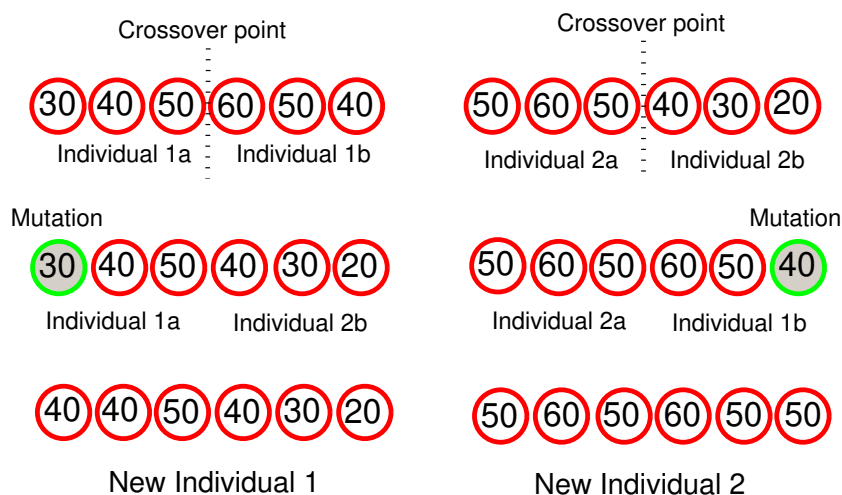 Crossover point
30 40 50 60 50 40
Individual 1a Individual 1b
Crossover point
50 60 50 40 30 20
Individual 2a Individual 2b
Mutation
30 40 50 40 30 20
Individual 1a Individual 2b
Mutation
50 60 50 60 50 40
Individual 2a Individual 1b
40 40 50 40 30 20
New Individual 1
50 60 50 60 50 50
New Individual 2